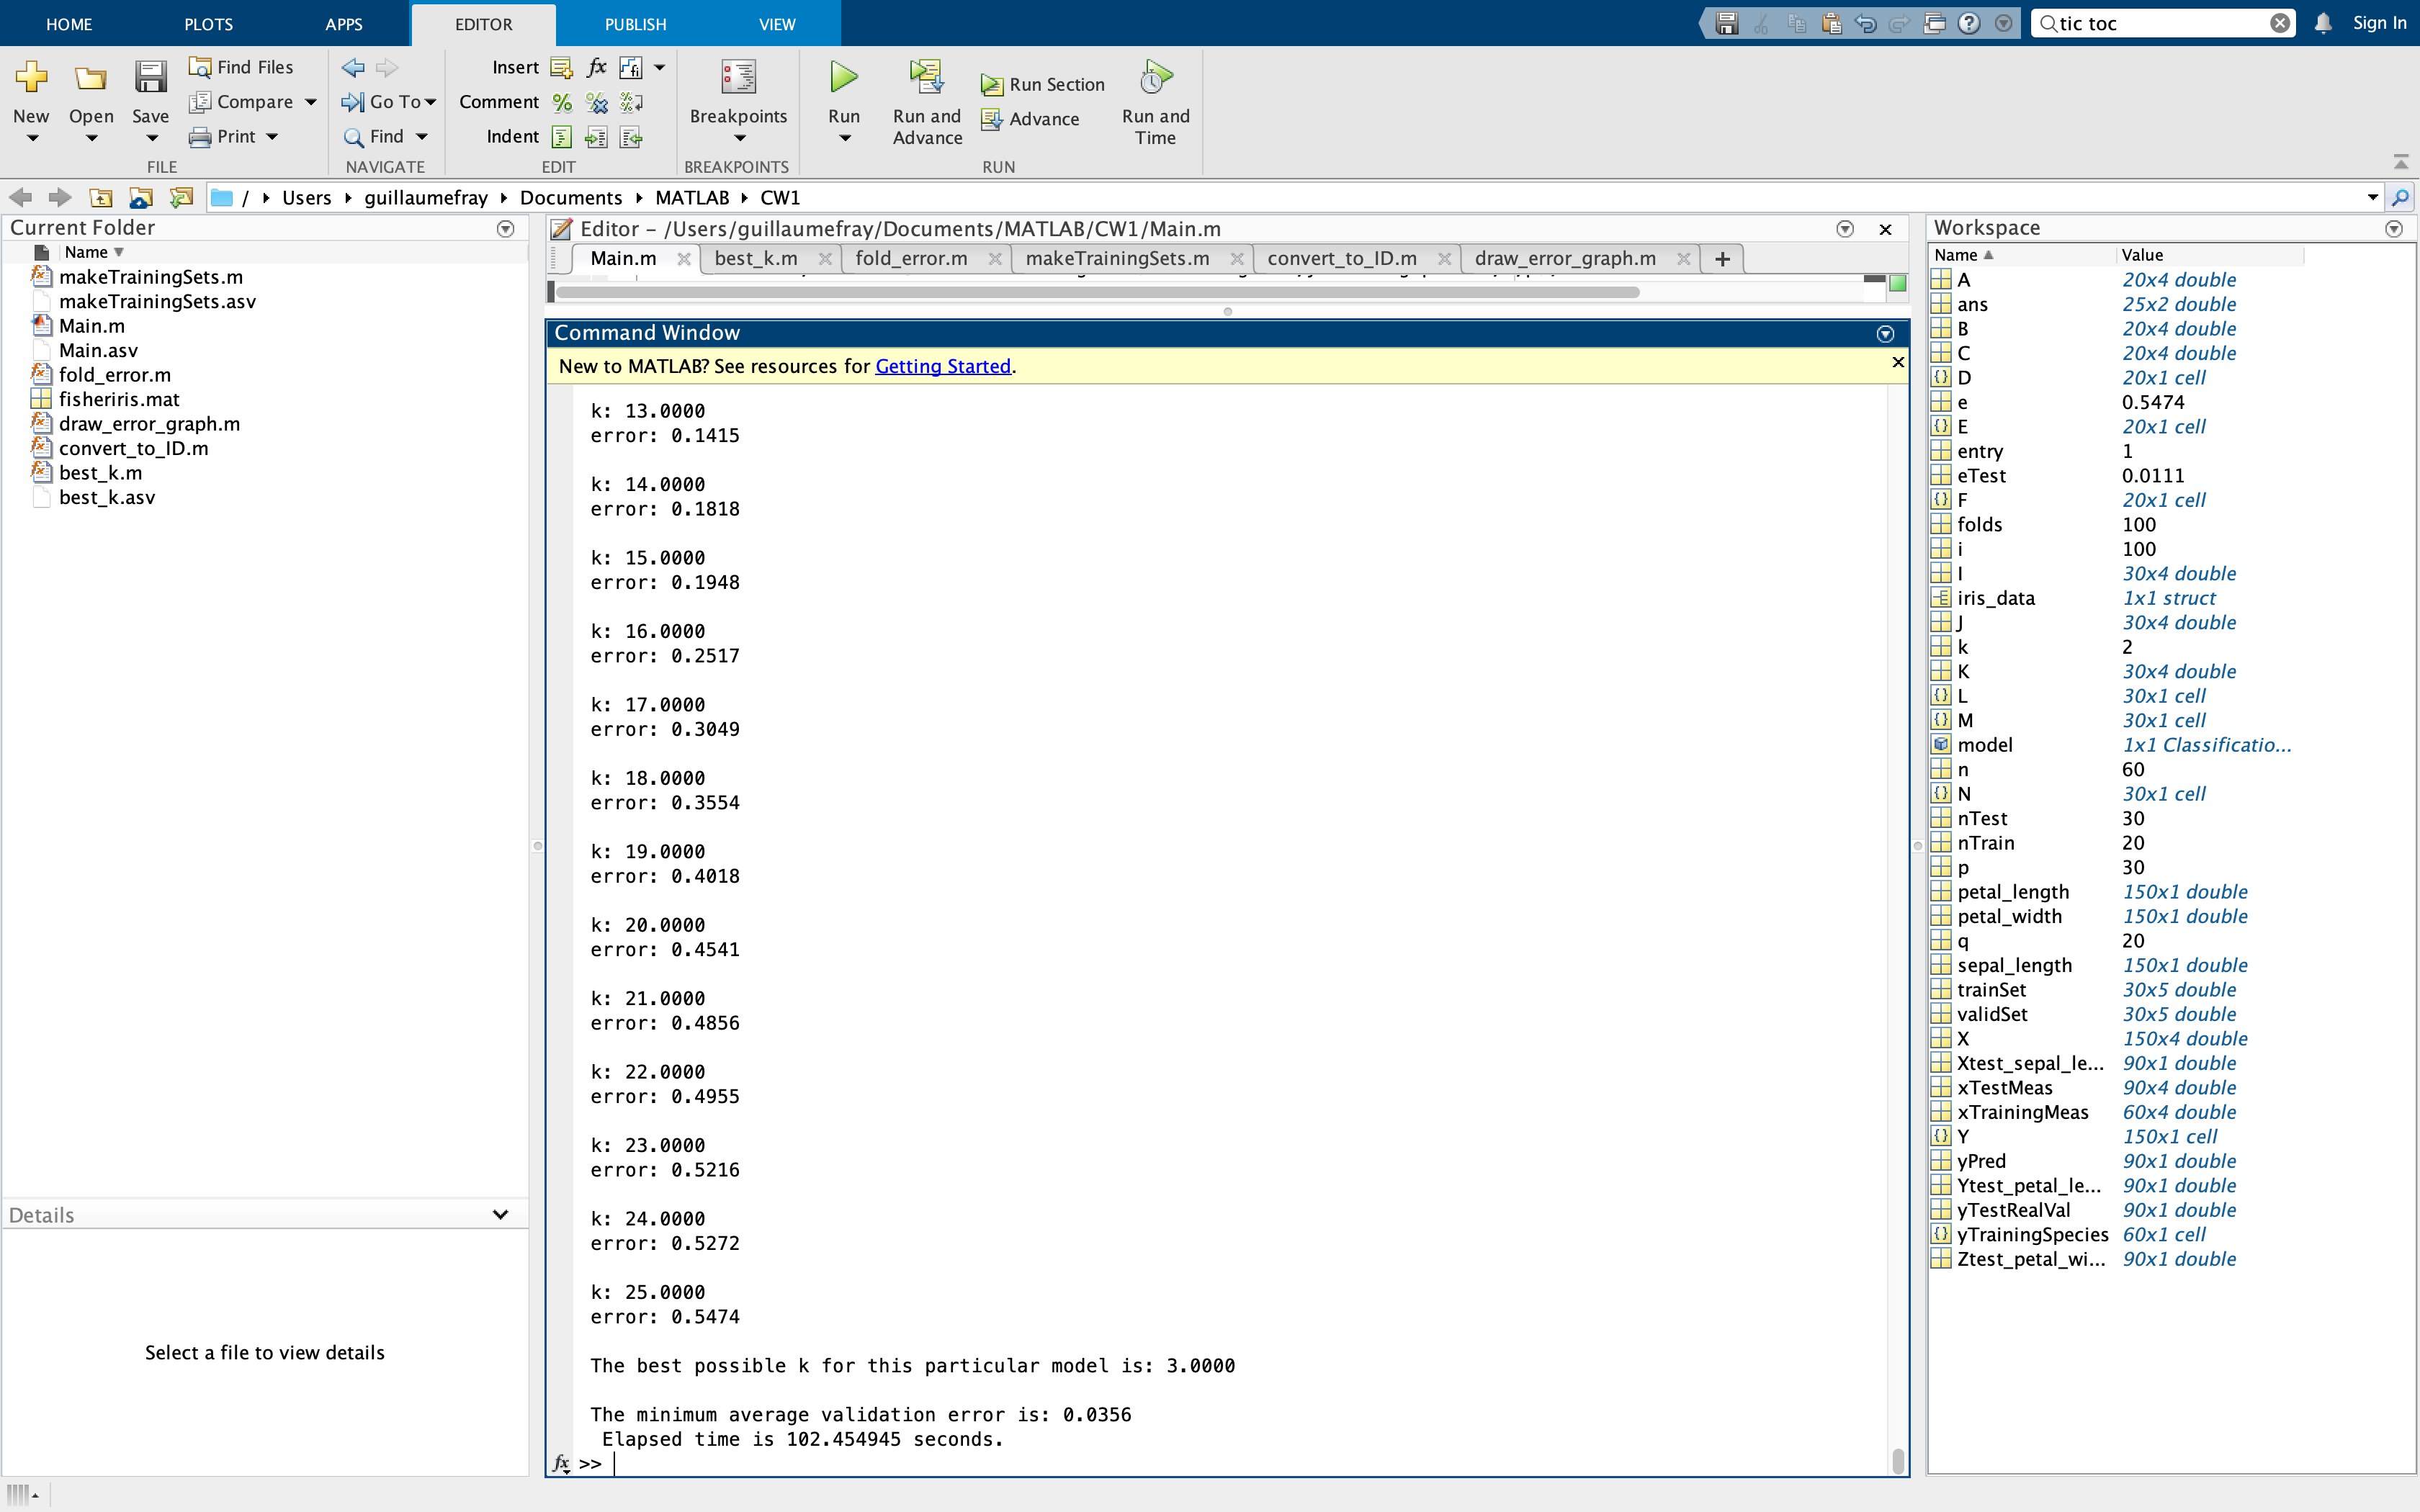 HOME PLOTS APPS EDITOR PUBLISH VIEW tic toc Sign In
New Open Save Find Files Compare Print
FILE
Go To Find
NAVIGATE
Insert fx fi
Comment
Indent
EDIT
Breakpoints
BREAKPOINTS
Run Run and Advance Run Section Advance Run and Time
RUN
/ Users guillaumefray Documents MATLAB CW1
Current Folder
Name
makeTrainingSets.m
makeTrainingSets.asv
Main.m
Main.asv
fold_error.m
fisheriris.mat
draw_error_graph.m
convert_to_ID.m
best_k.m
best_k.asv
Details
Select a file to view details
Editor – /Users/guillaumefray/Documents/MATLAB/CW1/Main.m
Main.m best_k.m fold_error.m makeTrainingSets.m convert_to_ID.m draw_error_graph.m
Command Window
New to MATLAB? See resources for Getting Started.
k: 13.0000
error: 0.1415
k: 14.0000
error: 0.1818
k: 15.0000
error: 0.1948
k: 16.0000
error: 0.2517
k: 17.0000
error: 0.3049
k: 18.0000
error: 0.3554
k: 19.0000
error: 0.4018
k: 20.0000
error: 0.4541
k: 21.0000
error: 0.4856
k: 22.0000
error: 0.4955
k: 23.0000
error: 0.5216
k: 24.0000
error: 0.5272
k: 25.0000
error: 0.5474
The best possible k for this particular model is: 3.0000
The minimum average validation error is: 0.0356
Elapsed time is 102.454945 seconds.
fx >>
Workspace
Name Value
A 20x4 double
ans 25x2 double
B 20x4 double
C 20x4 double
D 20x1 cell
e 0.5474
E 20x1 cell
entry 1
eTest 0.0111
F 20x1 cell
folds 100
i 100
I 30x4 double
iris_data 1x1 struct
J 30x4 double
k 2
K 30x4 double
L 30x1 cell
M 30x1 cell
model 1x1 Classificatio...
n 60
N 30x1 cell
nTest 30
nTrain 20
p 30
petal_length 150x1 double
petal_width 150x1 double
q 20
sepal_length 150x1 double
trainSet 30x5 double
validSet 30x5 double
X 150x4 double
Xtest_sepal_le... 90x1 double
xTestMeas 90x4 double
xTrainingMeas 60x4 double
Y 150x1 cell
yPred 90x1 double
Ytest_petal_le... 90x1 double
yTestRealVal 90x1 double
yTrainingSpecies 60x1 cell
Ztest_petal_wi... 90x1 double